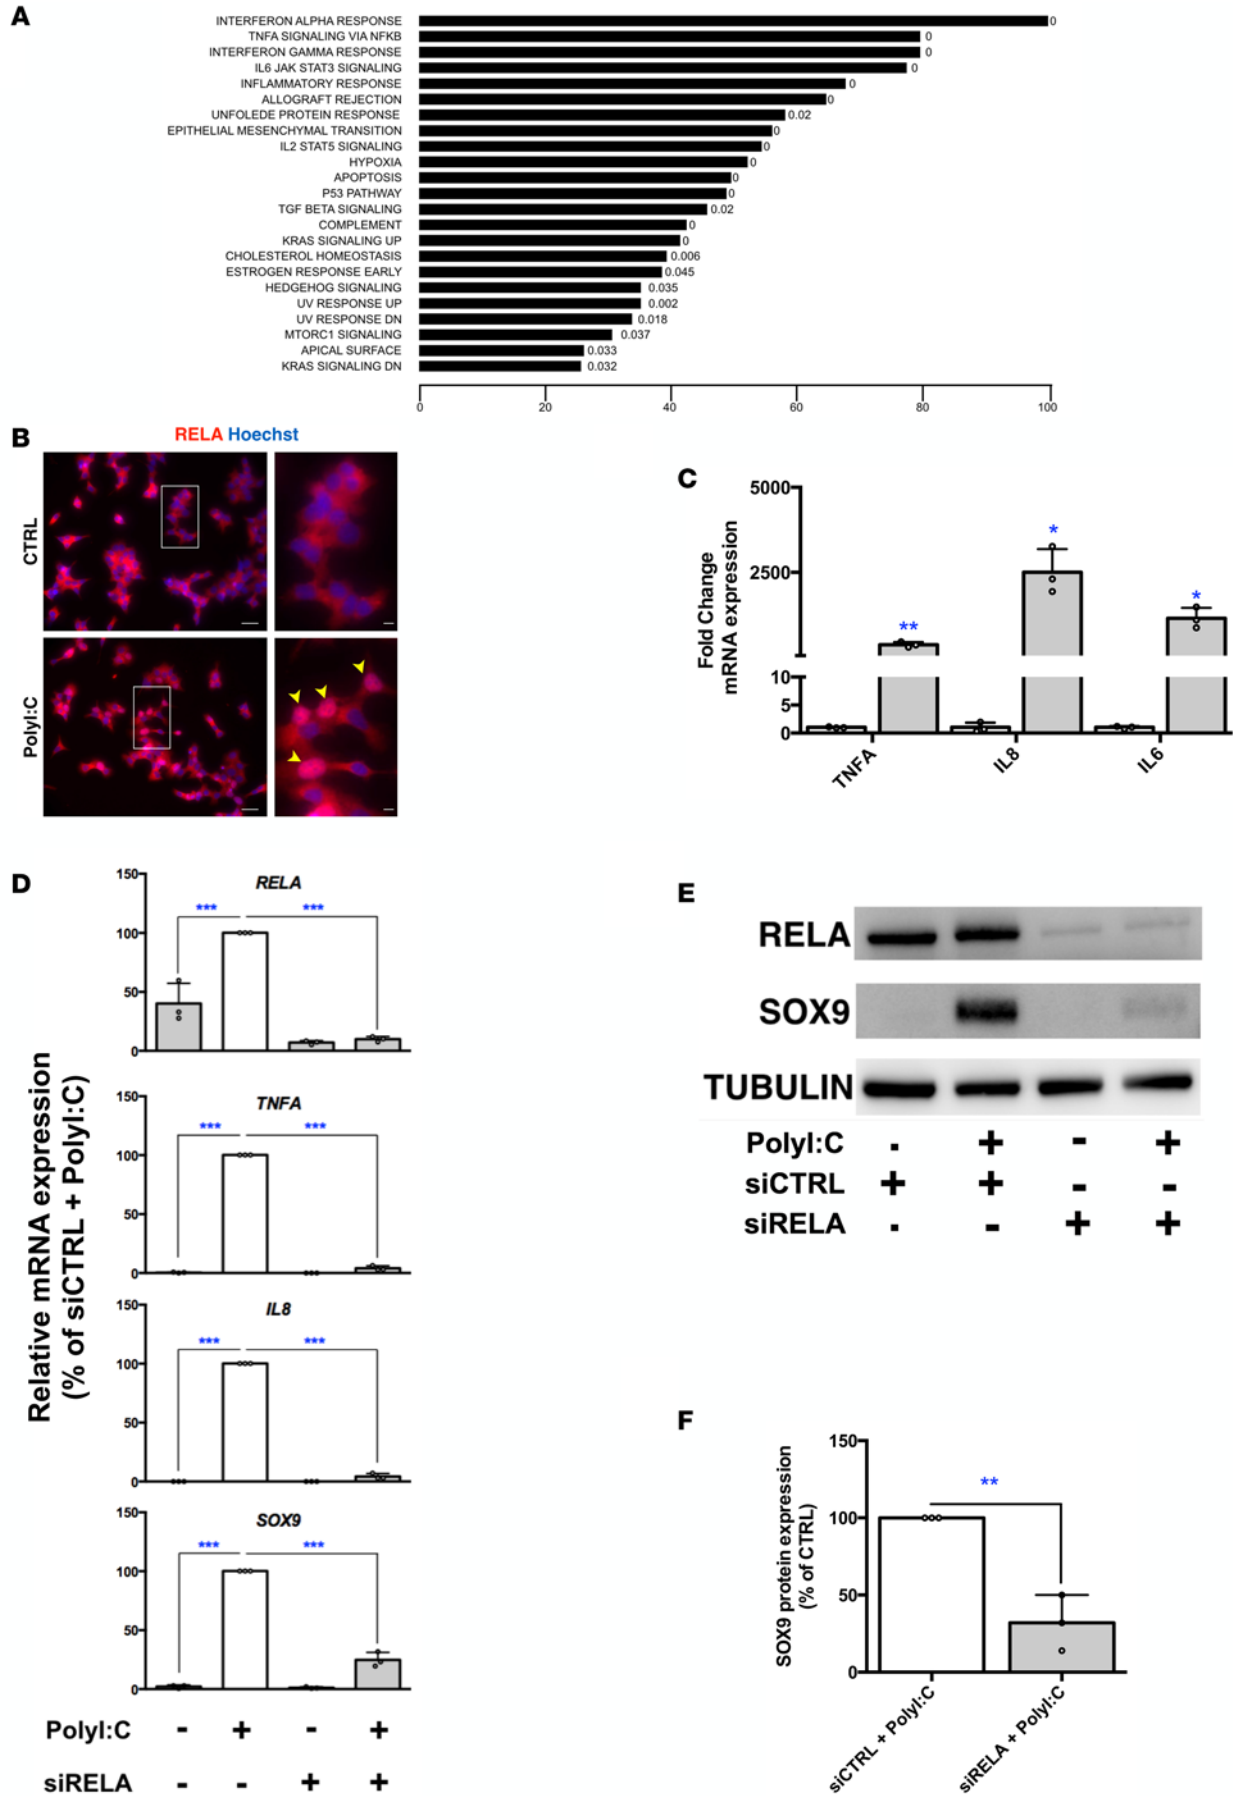 A
INTERFERON ALPHA RESPONSE 0
TNFA SIGNALING VIA NFKB 0
INTERFERON GAMMA RESPONSE 0
IL6 JAK STAT3 SIGNALING 0
INFLAMMATORY RESPONSE 0
ALLOGRAFT REJECTION 0
UNFOLEDE PROTEIN RESPONSE 0.02
EPITHELIAL MESENCHYMAL TRANSITION 0
IL2 STAT5 SIGNALING 0
HYPOXIA 0
APOPTOSIS 0
P53 PATHWAY 0
TGF BETA SIGNALING 0.02
COMPLEMENT 0
KRAS SIGNALING UP 0
CHOLESTEROL HOMEOSTASIS 0.006
ESTROGEN RESPONSE EARLY 0.045
HEDGEHOG SIGNALING 0.035
UV RESPONSE UP 0.002
UV RESPONSE DN 0.018
MTORC1 SIGNALING 0.037
APICAL SURFACE 0.033
KRAS SIGNALING DN 0.032
0 20 40 60 80 100
B
RELA Hoechst
CTRL
PolyI:C
C
Fold Change
mRNA expression
5000
2500
10
5
0
** * *
TNFA IL8 IL6
D
Relative mRNA expression
(% of siCTRL + PolyI:C)
RELA
150
100
50
0
*** ***
TNFA
150
100
50
0
*** ***
IL8
150
100
50
0
*** ***
SOX9
150
100
50
0
*** ***
PolyI:C - + - +
siRELA - - + +
E
RELA
SOX9
TUBULIN
PolyI:C - + - +
siCTRL + + - -
siRELA - - + +
F
SOX9 protein expression
(% of CTRL)
150
100
50
0
**
siCTRL + PolyI:C
siRELA + PolyI:C